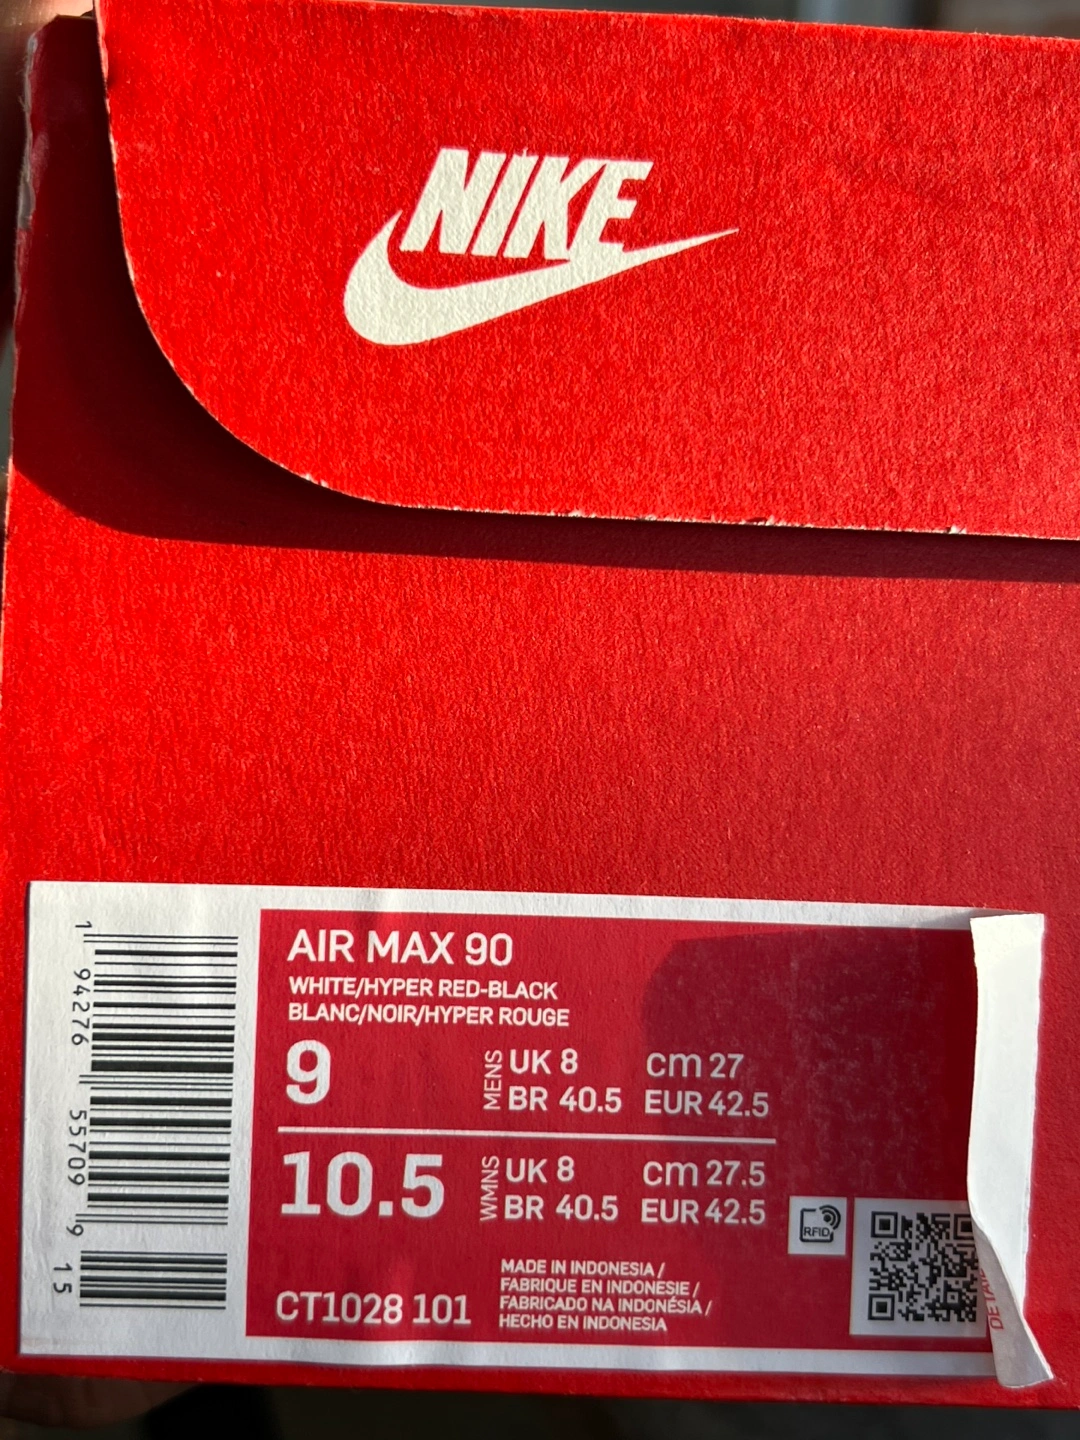 NIKE
AIR MAX 90
WHITE/HYPER RED-BLACK
BLANC/NOIR/HYPER ROUGE
9 MENS UK 8 cm 27
BR 40.5 EUR 42.5
10.5 WMNS UK 8 cm 27.5
BR 40.5 EUR 42.5
RFID
MADE IN INDONESIA /
FABRIQUE EN INDONESIE /
FABRICADO NA INDONÉSIA /
HECHO EN INDONESIA
CT1028 101
1 94276 55709 9 15